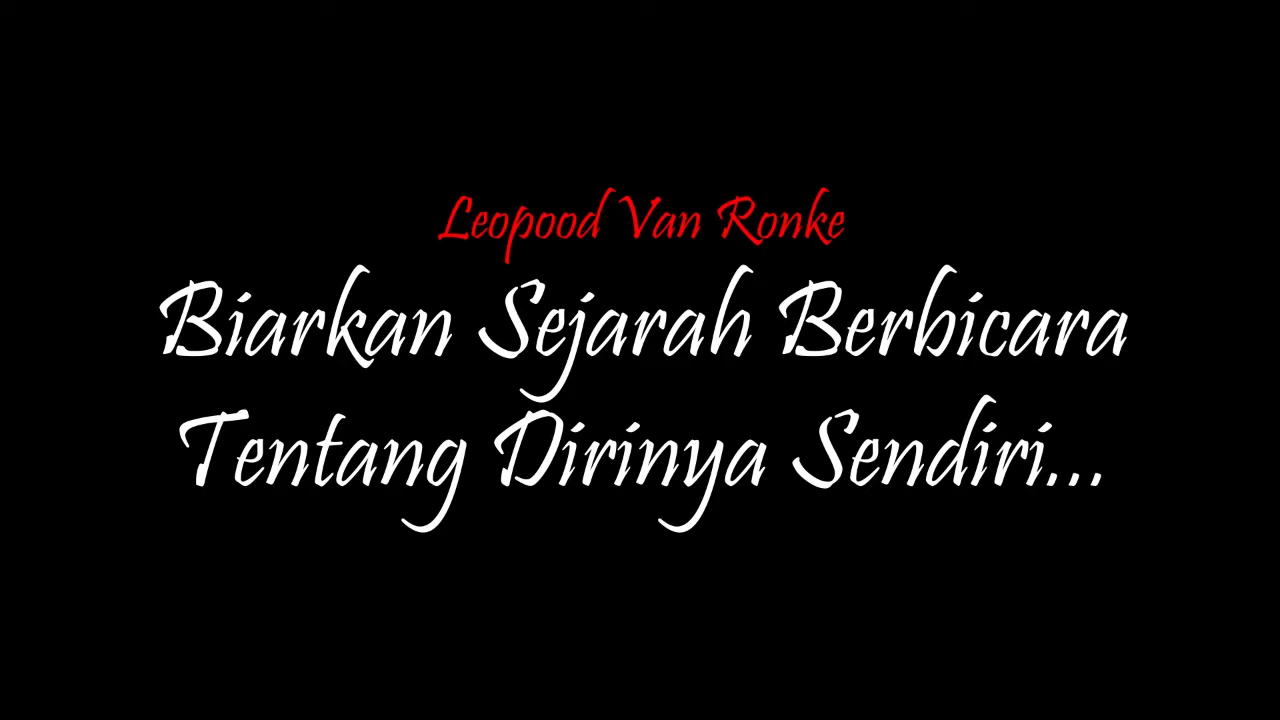 Leopood Van Ronke
Biarkan Sejarah Berbicara
Tentang Dirinya Sendiri...